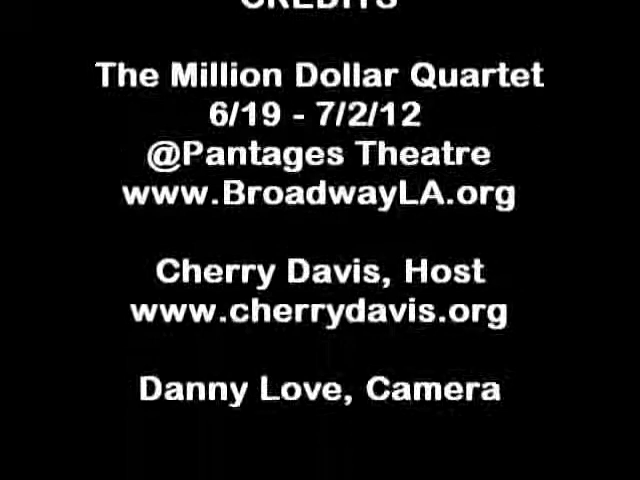 CREDITS
The Million Dollar Quartet
6/19 - 7/2/12
@Pantages Theatre
www.BroadwayLA.org
Cherry Davis, Host
www.cherrydavis.org
Danny Love, Camera